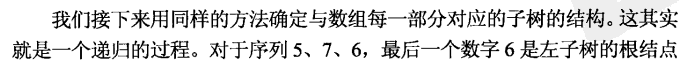 我们接下来用同样的方法确定与数组每一部分对应的子树的结构。这其实
就是一个递归的过程。对于序列 5、7、6，最后一个数字 6 是左子树的根结点